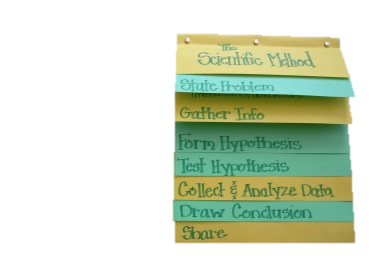 The
Scientific Method
State Problem
Gather Info
Form Hypothesis
Test Hypothesis
Collect & Analyze Data
Draw Conclusion
Share